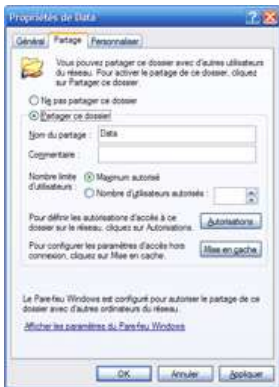 Propriétés de Data
Général
Partage
Personnaliser
Vous pouvez partager ce dossier avec d'autres utilisateurs
du réseau. Pour activer le partage de ce dossier, cliquez
sur Partager ce dossier.
Ne pas partager ce dossier
Partager ce dossier
Nom du partage :
Data
Commentaire :
Nombre limite
d'utilisateurs :
Maximum autorisé
Nombre d'utilisateurs autorisés :
Pour définir les autorisations d'accès à ce
dossier sur le réseau, cliquez sur Autorisations.
Autorisations
Pour configurer les paramètres d'accès hors
connexion, cliquez sur Mise en cache.
Mise en cache
Le Pare-feu Windows est configuré pour autoriser le partage de ce
dossier avec d'autres ordinateurs du réseau.
Afficher les paramètres du Pare-feu Windows
OK
Annuler
Appliquer